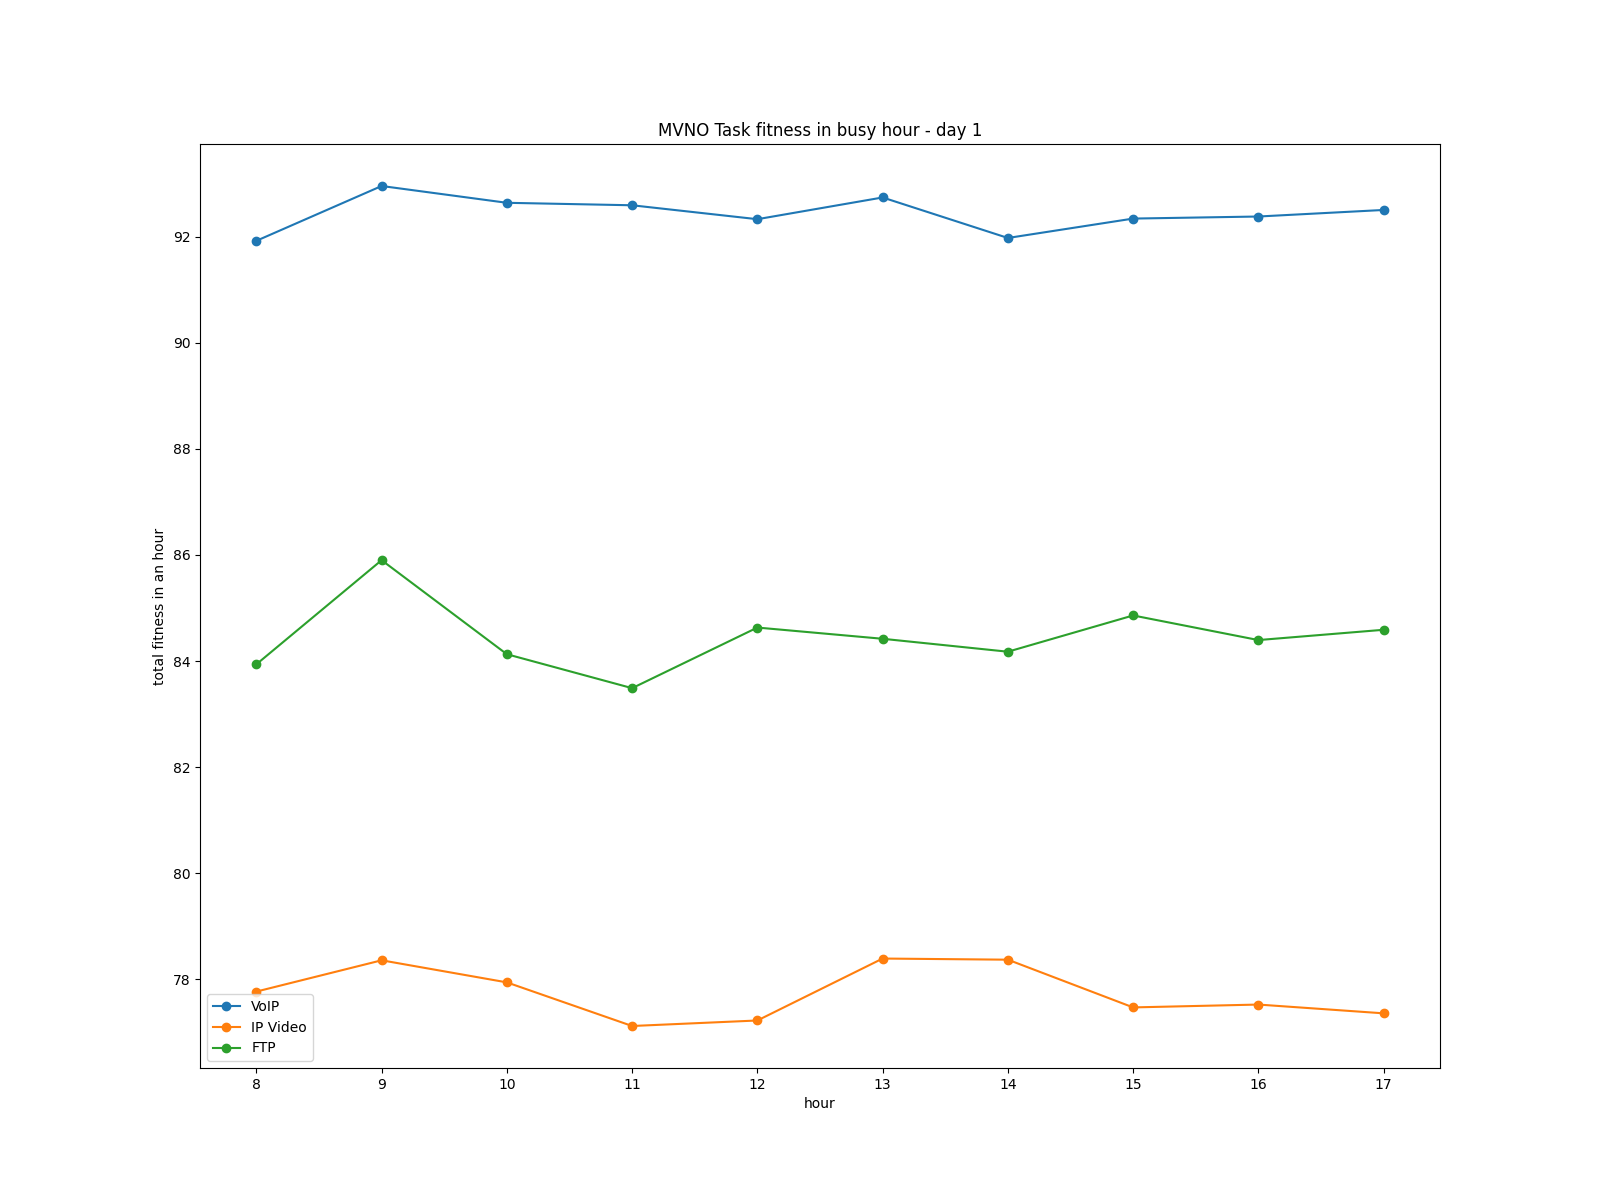 MVNO Task fitness in busy hour - day 1
total fitness in an hour
92
90
88
86
84
82
80
78
VoIP
IP Video
FTP
8 9 10 11 12 13 14 15 16 17
hour